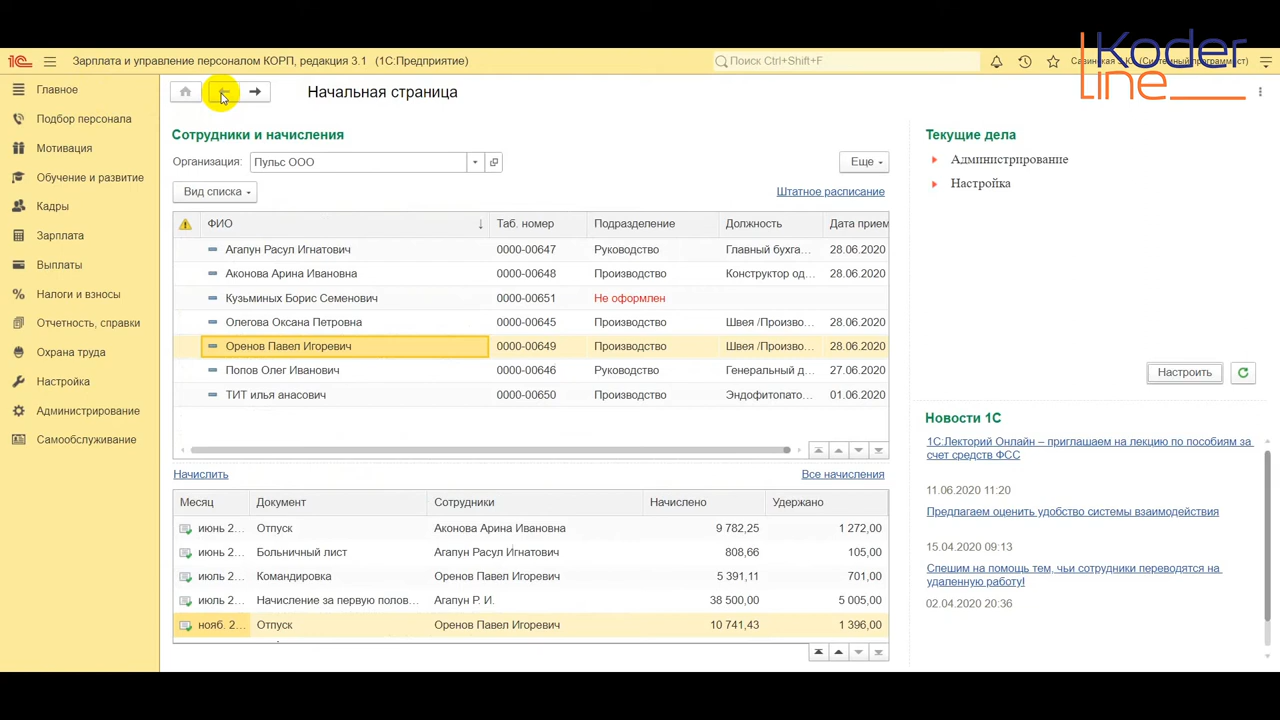 Koder
line
1С Зарплата и управление персоналом КОРП, редакция 3.1 (1С:Предприятие)
Поиск Ctrl+Shift+F
Главное
Подбор персонала
Мотивация
Обучение и развитие
Кадры
Зарплата
Выплаты
Налоги и взносы
Отчетность, справки
Охрана труда
Настройка
Администрирование
Самообслуживание
Начальная страница
Сотрудники и начисления
Организация: Пульс ООО
Еще
Вид списка
Штатное расписание
ФИО Таб. номер Подразделение Должность Дата прием
Агапун Расул Игнатович 0000-00647 Руководство Главный бухга... 28.06.2020
Аконова Арина Ивановна 0000-00648 Производство Конструктор од... 28.06.2020
Кузьминых Борис Семенович 0000-00651 Не оформлен
Олегова Оксана Петровна 0000-00645 Производство Швея /Произво... 28.06.2020
Оренов Павел Игоревич 0000-00649 Производство Швея /Произво... 28.06.2020
Попов Олег Иванович 0000-00646 Руководство Генеральный д... 27.06.2020
ТИТ илья анасович 0000-00650 Производство Эндофитопато... 01.06.2020
Начислить
Все начисления
Месяц Документ Сотрудники Начислено Удержано
июнь 2... Отпуск Аконова Арина Ивановна 9 782,25 1 272,00
июнь 2... Больничный лист Агапун Расул Игнатович 808,66 105,00
июль 2... Командировка Оренов Павел Игоревич 5 391,11 701,00
июль 2... Начисление за первую полов... Агапун Р. И. 38 500,00 5 005,00
нояб. 2... Отпуск Оренов Павел Игоревич 10 741,43 1 396,00
Текущие дела
Администрирование
Настройка
Настроить
Новости 1С
1С:Лекторий Онлайн – приглашаем на лекцию по пособиям за
счет средств ФСС
11.06.2020 11:20
Предлагаем оценить удобство системы взаимодействия
15.04.2020 09:13
Спешим на помощь тем, чьи сотрудники переводятся на
удаленную работу!
02.04.2020 20:36